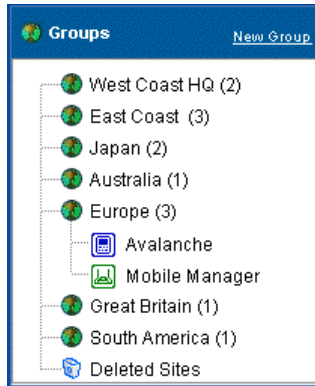 Groups New Group
West Coast HQ (2)
East Coast (3)
Japan (2)
Australia (1)
Europe (3)
Avalanche
Mobile Manager
Great Britain (1)
South America (1)
Deleted Sites